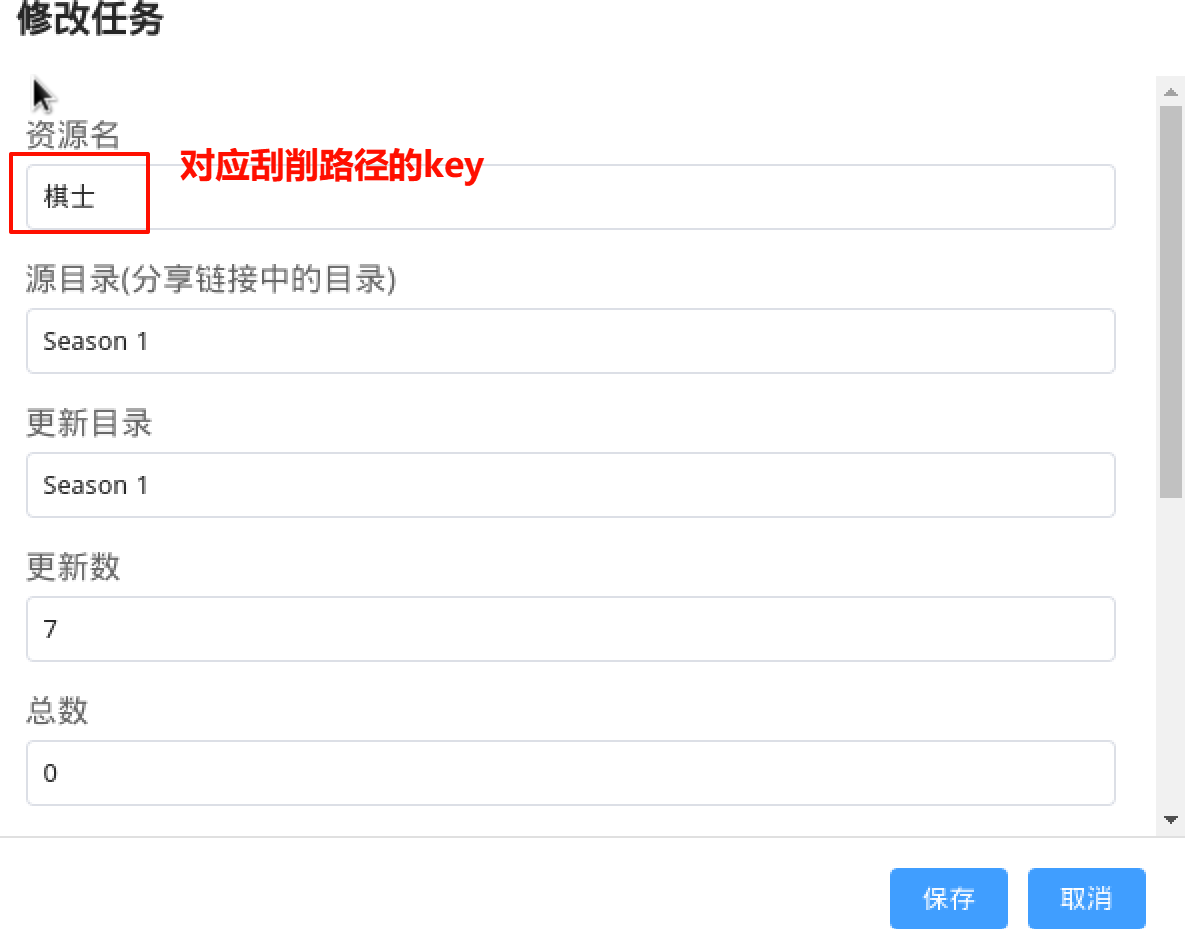 修改任务
资源名
对应刮削路径的key
棋士
源目录(分享链接中的目录)
Season 1
更新目录
Season 1
更新数
7
总数
0
保存
取消